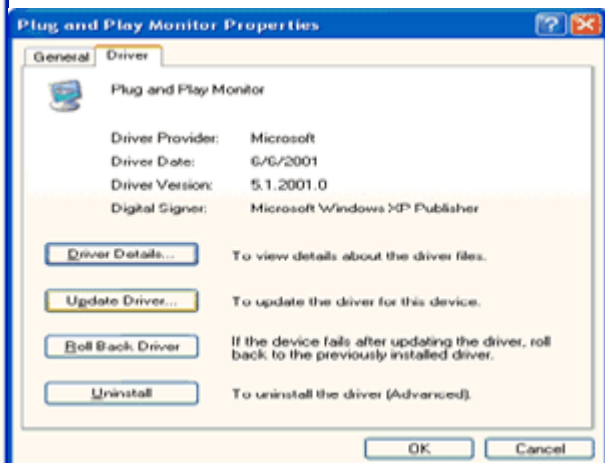 Plug and Play Monitor Properties
General Driver
Plug and Play Monitor
Driver Provider: Microsoft
Driver Date: 6/6/2001
Driver Version: 5.1.2001.0
Digital Signer: Microsoft Windows XP Publisher
Driver Details... To view details about the driver files.
Update Driver... To update the driver for this device.
Roll Back Driver If the device fails after updating the driver, roll
back to the previously installed driver.
Uninstall To uninstall the driver (Advanced).
OK Cancel